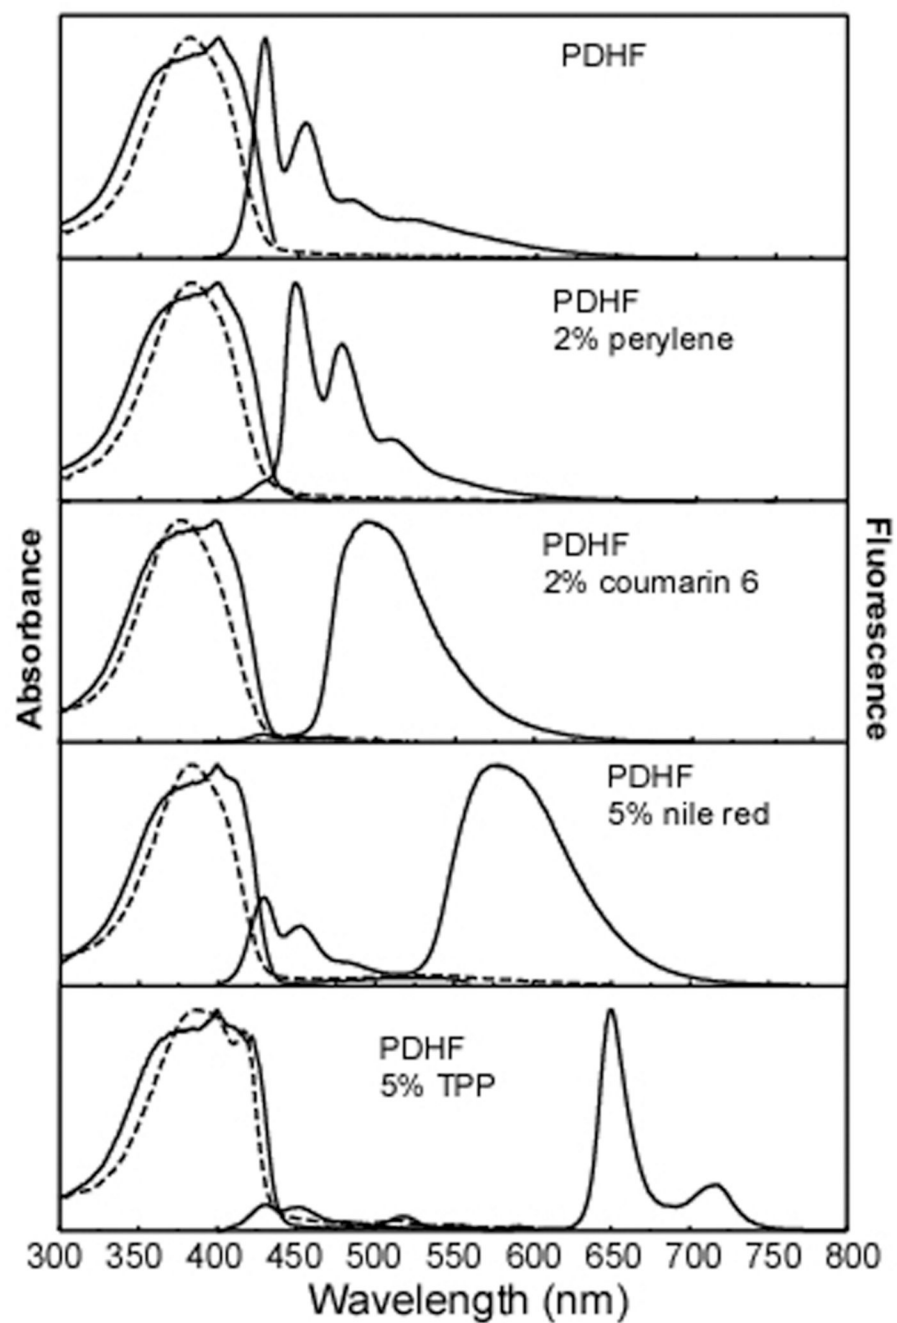 PDHF
PDHF
2% perylene
PDHF
2% coumarin 6
PDHF
5% nile red
PDHF
5% TPP
Absorbance
Fluorescence
300 350 400 450 500 550 600 650 700 750 800
Wavelength (nm)